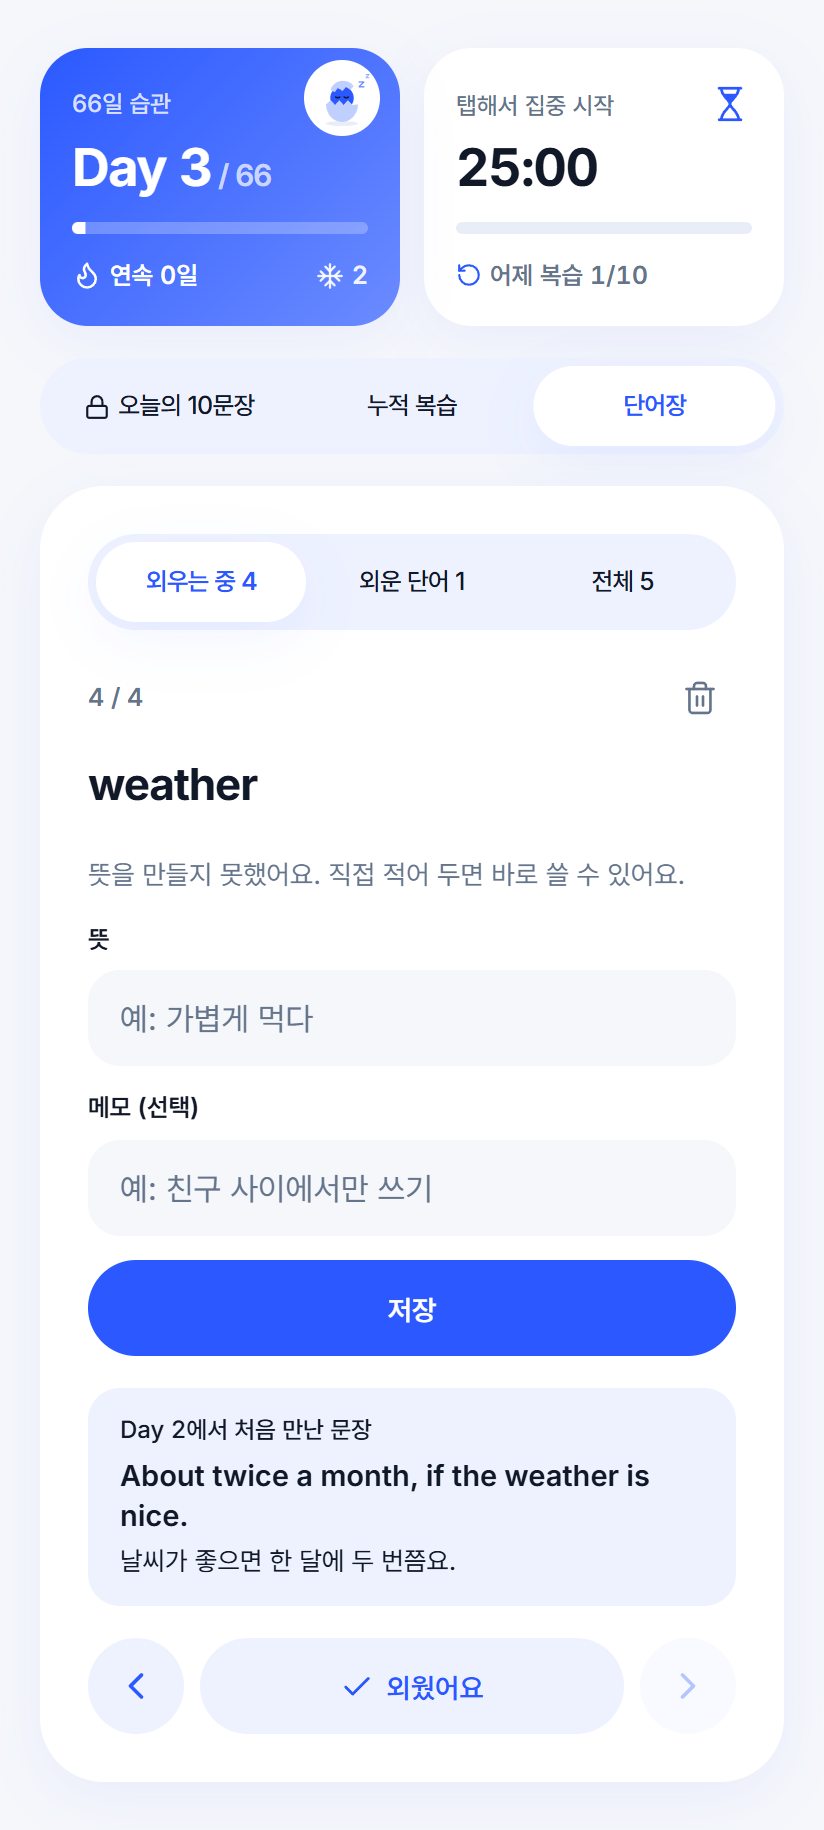 66일 습관
z z
Day 3 / 66
연속 0일
2
탭해서 집중 시작
25:00
어제 복습 1/10
오늘의 10문장
누적 복습
단어장
외우는 중 4
외운 단어 1
전체 5
4 / 4
weather
뜻을 만들지 못했어요. 직접 적어 두면 바로 쓸 수 있어요.
뜻
예: 가볍게 먹다
메모 (선택)
예: 친구 사이에서만 쓰기
저장
Day 2에서 처음 만난 문장
About twice a month, if the weather is
nice.
날씨가 좋으면 한 달에 두 번쯤요.
외웠어요